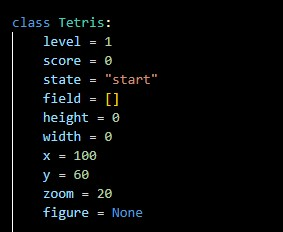 class Tetris:
    level = 1
    score = 0
    state = "start"
    field = []
    height = 0
    width = 0
    x = 100
    y = 60
    zoom = 20
    figure = None